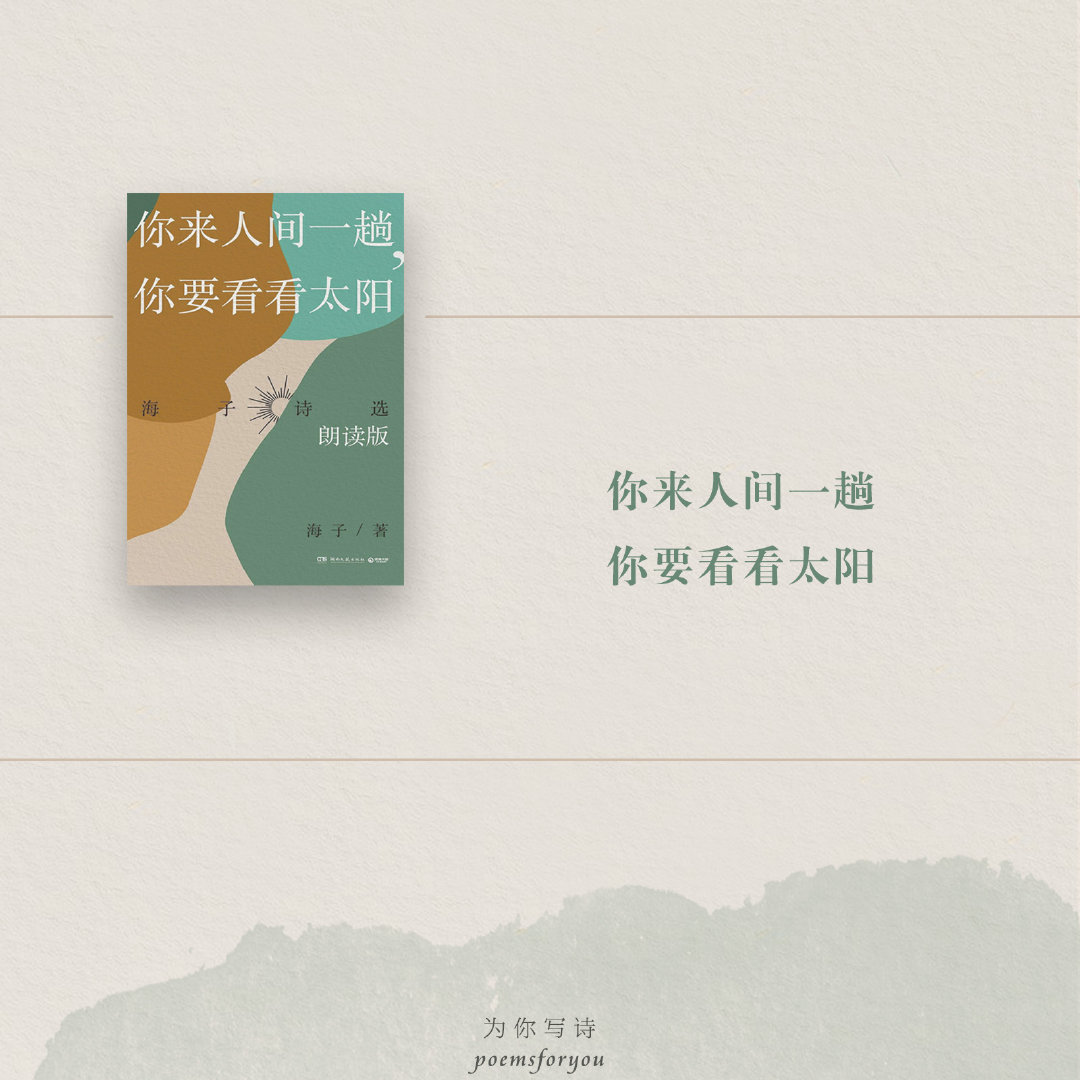 你来人间一趟,
你要看看太阳
海子诗选
朗读版
海子/著
你来人间一趟
你要看看太阳
为你写诗
poemsforyou